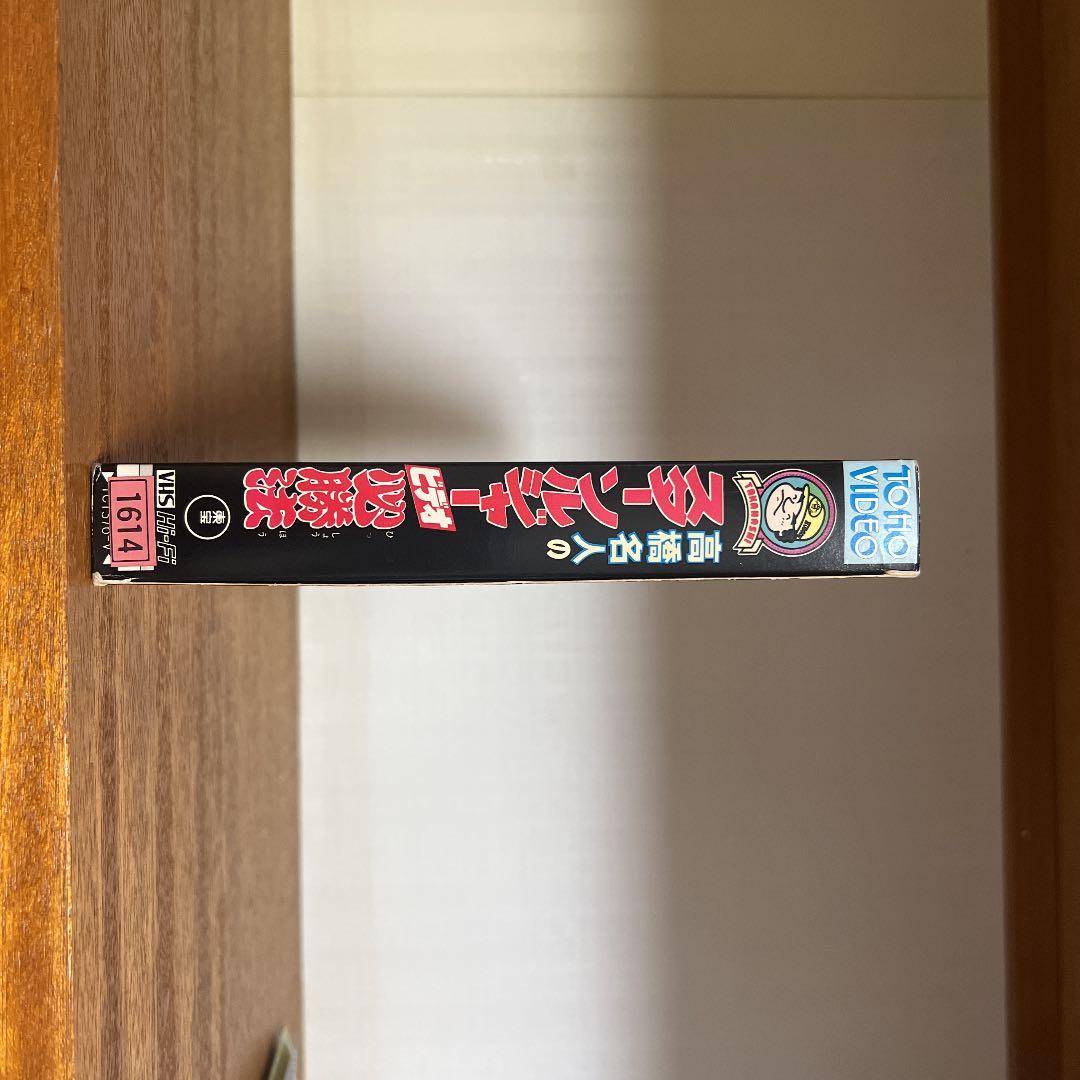 TOHO
VIDEO
TAKAHASHI
高橋名人の
スターソルジャー
ビデオ
必勝法
ひっしょうほう
東宝
VHS Hi-Fi
1614